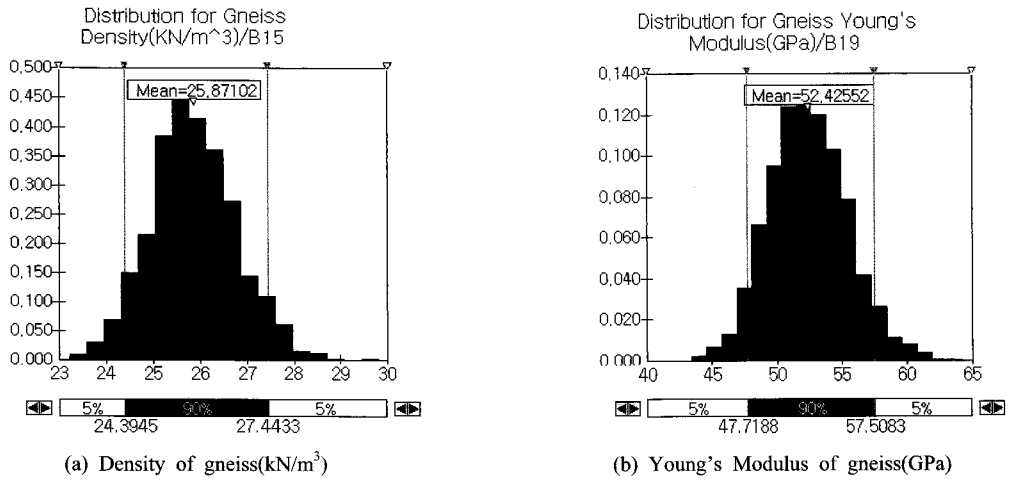 Distribution for Gneiss
Density(KN/m^3)/B15
Mean=25,87102
0,500
0,450
0,400
0,350
0,300
0,250
0,200
0,150
0,100
0,050
0,000
23 24 25 26 27 28 29 30
5% 90% 5%
24.3945 27.4433
(a) Density of gneiss(kN/m³)
Distribution for Gneiss Young's
Modulus(GPa)/B19
Mean=52,42552
0,140
0,120
0,100
0,080
0,060
0,040
0,020
0,000
40 45 50 55 60 65
5% 90% 5%
47.7188 57.5083
(b) Young's Modulus of gneiss(GPa)